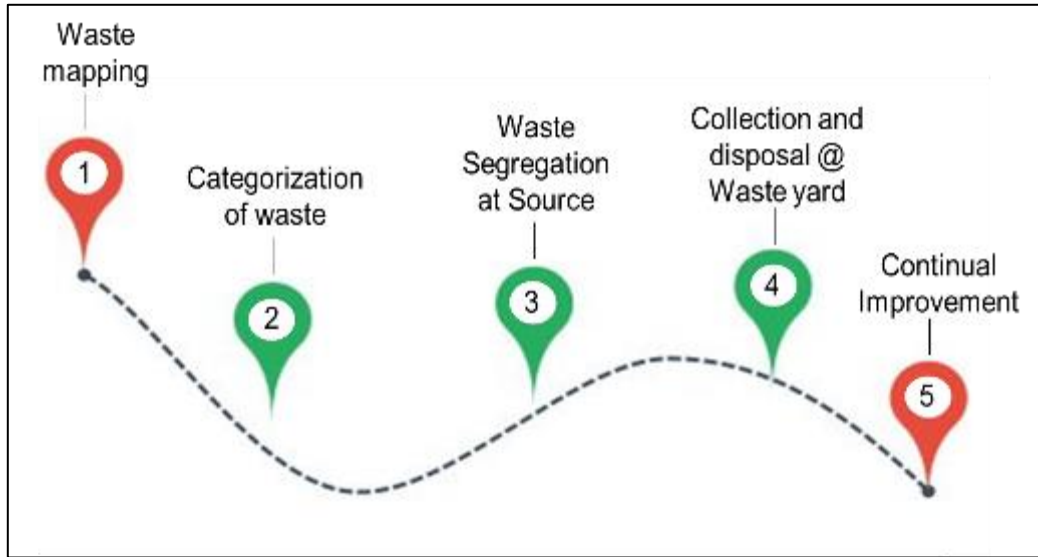 Waste
mapping
1
Categorization
of waste
2
Waste
Segregation
at Source
3
Collection and
disposal @
Waste yard
4
Continual
Improvement
5